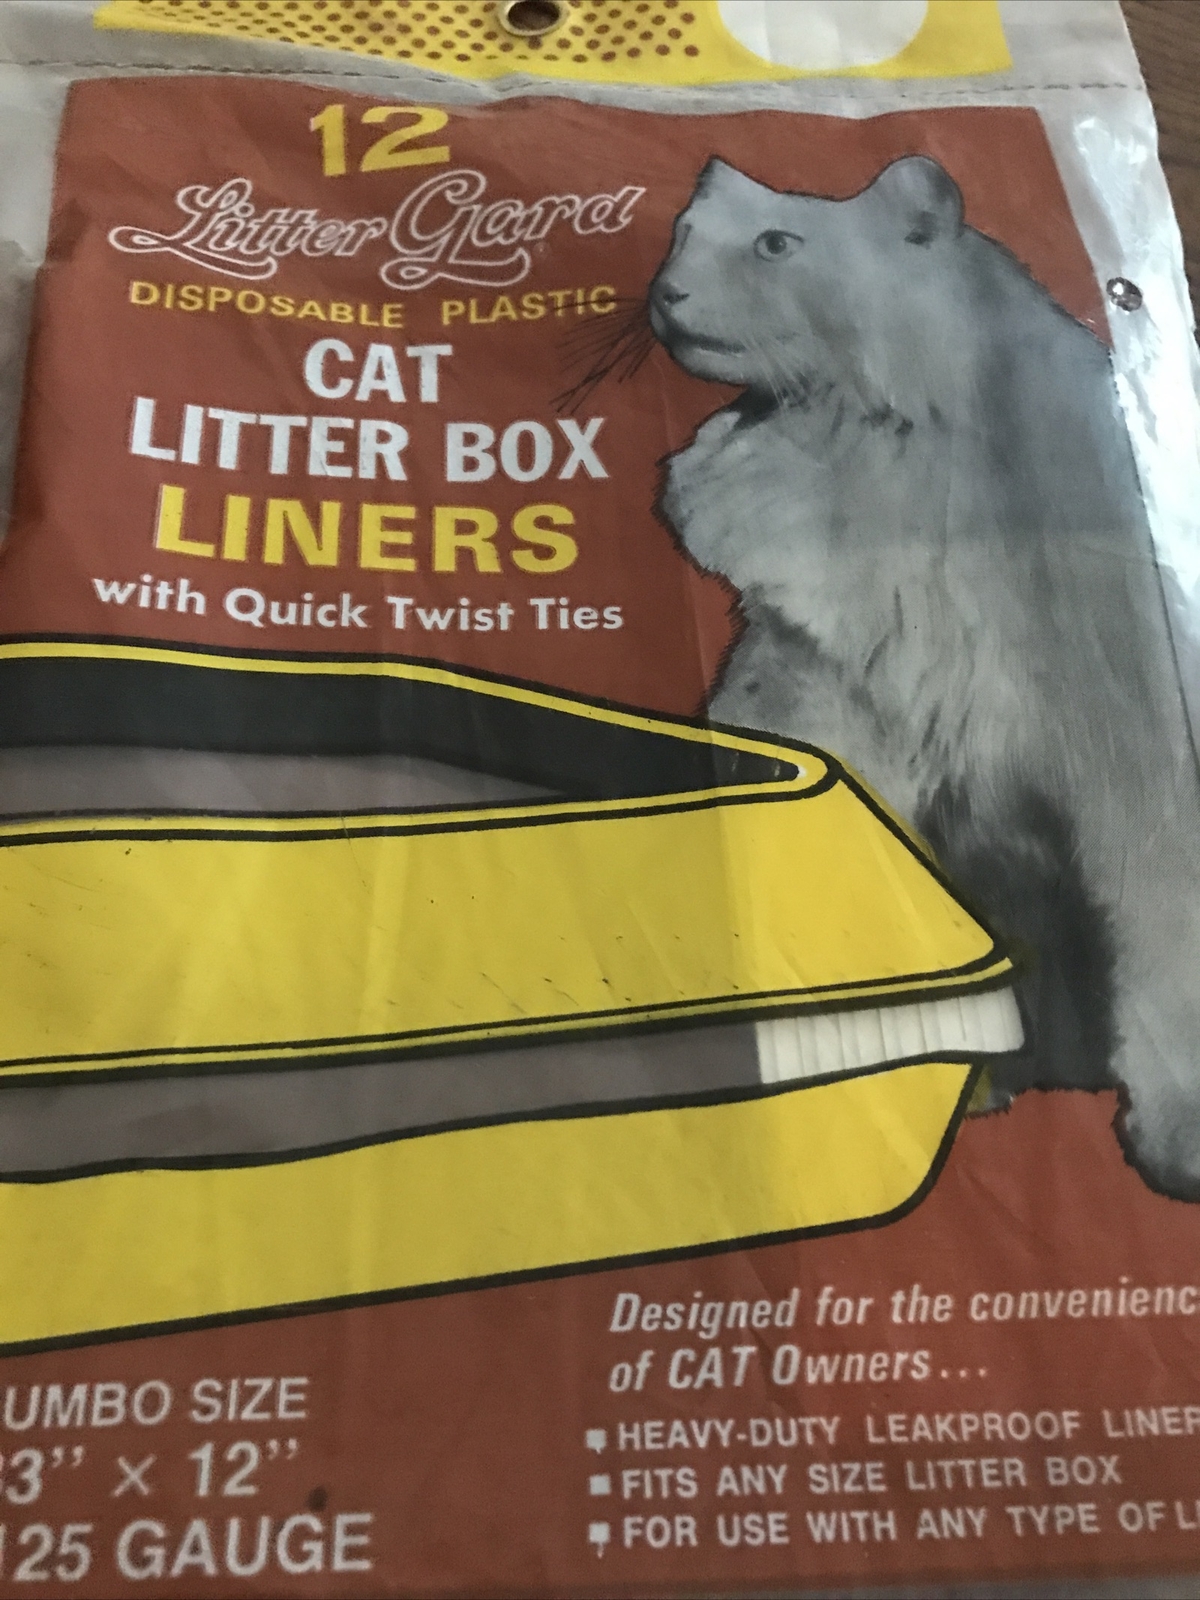 12
Litter Gard®
DISPOSABLE PLASTIC
CAT
LITTER BOX
LINERS
with Quick Twist Ties
Designed for the convenienc
of CAT Owners...
HEAVY-DUTY LEAKPROOF LINER
FITS ANY SIZE LITTER BOX
FOR USE WITH ANY TYPE OF L
UMBO SIZE
3" × 12"
125 GAUGE